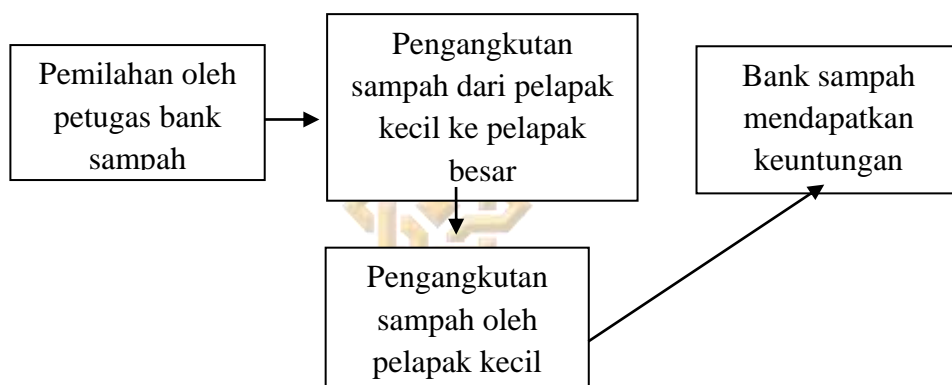 Pemilahan oleh
petugas bank
sampah
Pengangkutan
sampah dari pelapak
kecil ke pelapak
besar
Pengangkutan
sampah oleh
pelapak kecil
Bank sampah
mendapatkan
keuntungan